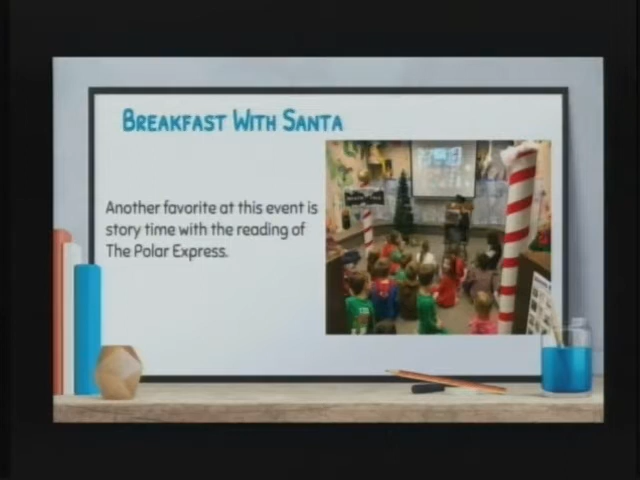 BREAKFAST WITH SANTA
Another favorite at this event is
story time with the reading of
The Polar Express.